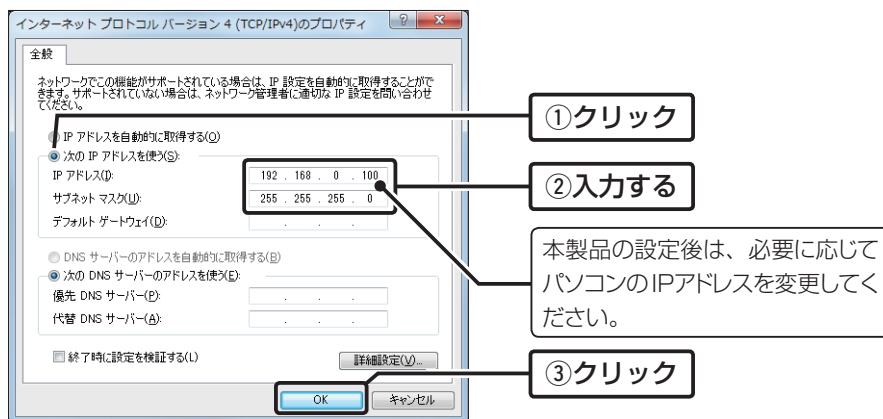 インターネット プロトコル バージョン 4 (TCP/IPv4)のプロパティ
全般
ネットワークでこの機能がサポートされている場合は、IP 設定を自動的に取得することがで
きます。サポートされていない場合は、ネットワーク管理者に適切な IP 設定を問い合わせ
てください。
IP アドレスを自動的に取得する(O)
次の IP アドレスを使う(S):
IP アドレス(I):
192 . 168 . 0 . 100
サブネット マスク(U):
255 . 255 . 255 . 0
デフォルト ゲートウェイ(D):
. . .
DNS サーバーのアドレスを自動的に取得する(B)
次の DNS サーバーのアドレスを使う(E):
優先 DNS サーバー(P):
. . .
代替 DNS サーバー(A):
. . .
終了時に設定を検証する(L)
詳細設定(V)...
OK
キャンセル
①クリック
②入力する
本製品の設定後は、必要に応じて
パソコンのIPアドレスを変更してく
ださい。
③クリック